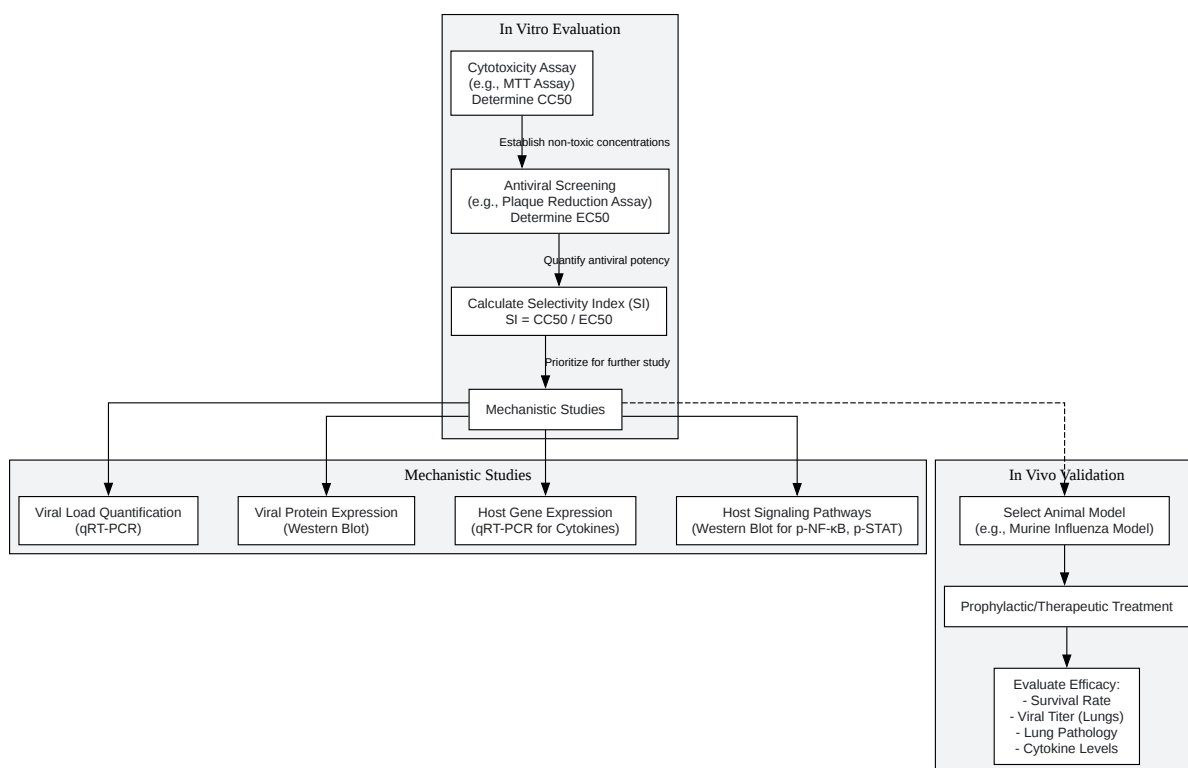 In Vitro Evaluation
Cytotoxicity Assay
(e.g., MTT Assay)
Determine CC50
Establish non-toxic concentrations
Antiviral Screening
(e.g., Plaque Reduction Assay)
Determine EC50
Quantify antiviral potency
Calculate Selectivity Index (SI)
SI = CC50 / EC50
Prioritize for further study
Mechanistic Studies
Mechanistic Studies
Viral Load Quantification
(qRT-PCR)
Viral Protein Expression
(Western Blot)
Host Gene Expression
(qRT-PCR for Cytokines)
Host Signaling Pathways
(Western Blot for p-NF-κB, p-STAT)
In Vivo Validation
Select Animal Model
(e.g., Murine Influenza Model)
Prophylactic/Therapeutic Treatment
Evaluate Efficacy:
- Survival Rate
- Viral Titer (Lungs)
- Lung Pathology
- Cytokine Levels